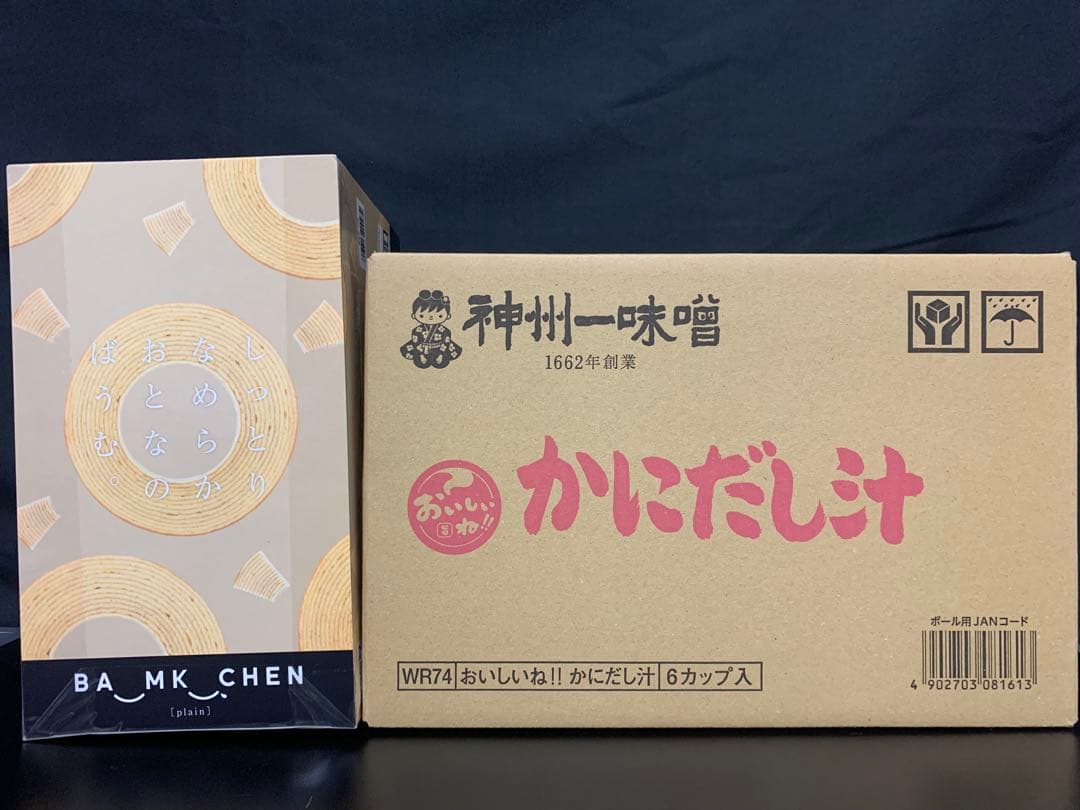 しっとり
なめらか
おとなの
ばうむ。
BA‿MK‿CHEN
[plain]
神州一味噌
1662年創業
おいしいね!!
かにだし汁
ボール用JANコード
WR74 おいしいね!! かにだし汁 6カップ入
4 902703 081613